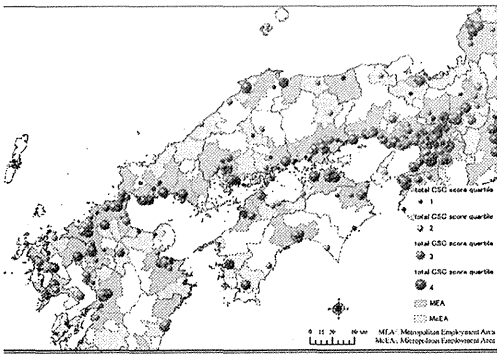 total CSC score quartile
1
total CSC score quartile
2
total CSC score quartile
3
total CSC score quartile
4
MEA
McEA
MEA: Metropolitan Employment Area
McEA: Micropolitan Employment Area